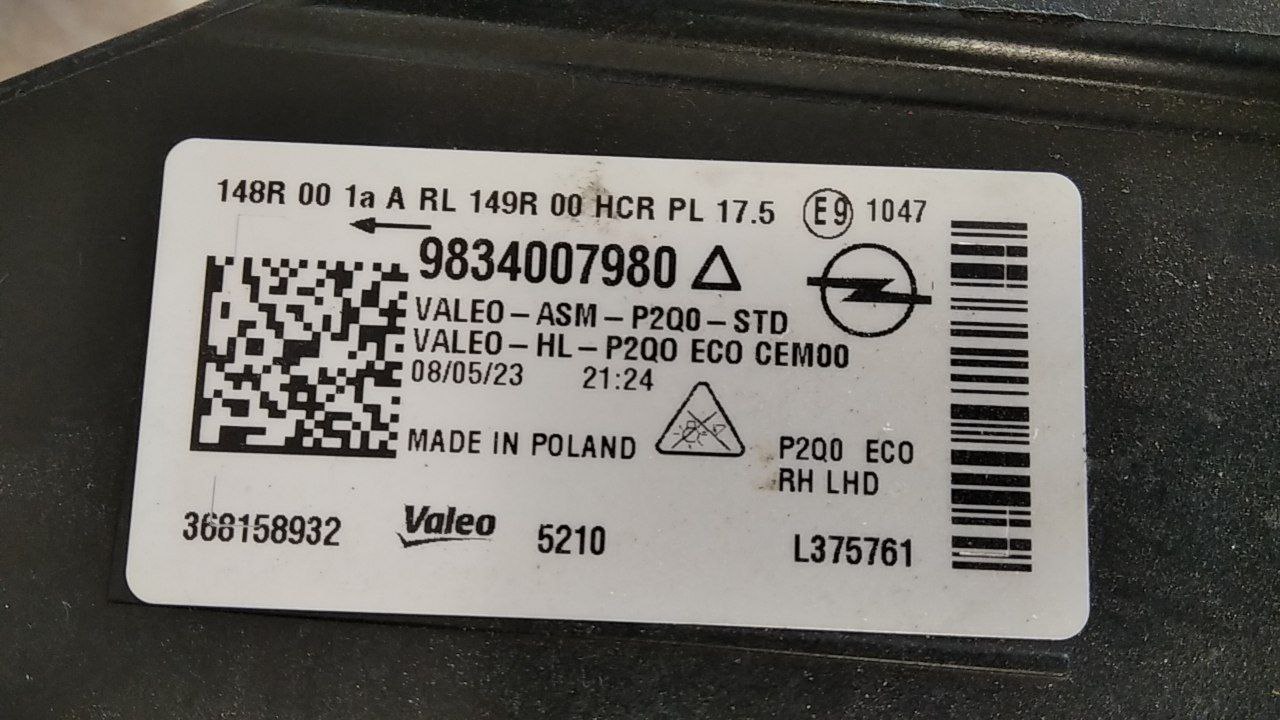 148R 00 1a A RL 149R 00 HCR PL 17.5 E9 1047
9834007980
VALEO-ASM-P2Q0-STD
VALEO-HL-P2Q0 ECO CEM00
08/05/23 21:24
MADE IN POLAND
P2Q0 ECO
RH LHD
368158932 Valeo 5210 L375761